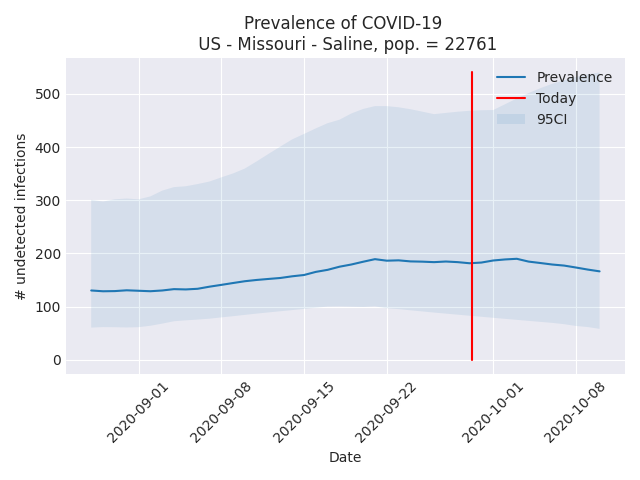 Prevalence of COVID-19
US - Missouri - Saline, pop. = 22761
Prevalence
Today
95CI
# undetected infections
500
400
300
200
100
0
2020-09-01
2020-09-08
2020-09-15
2020-09-22
2020-10-01
2020-10-08
Date